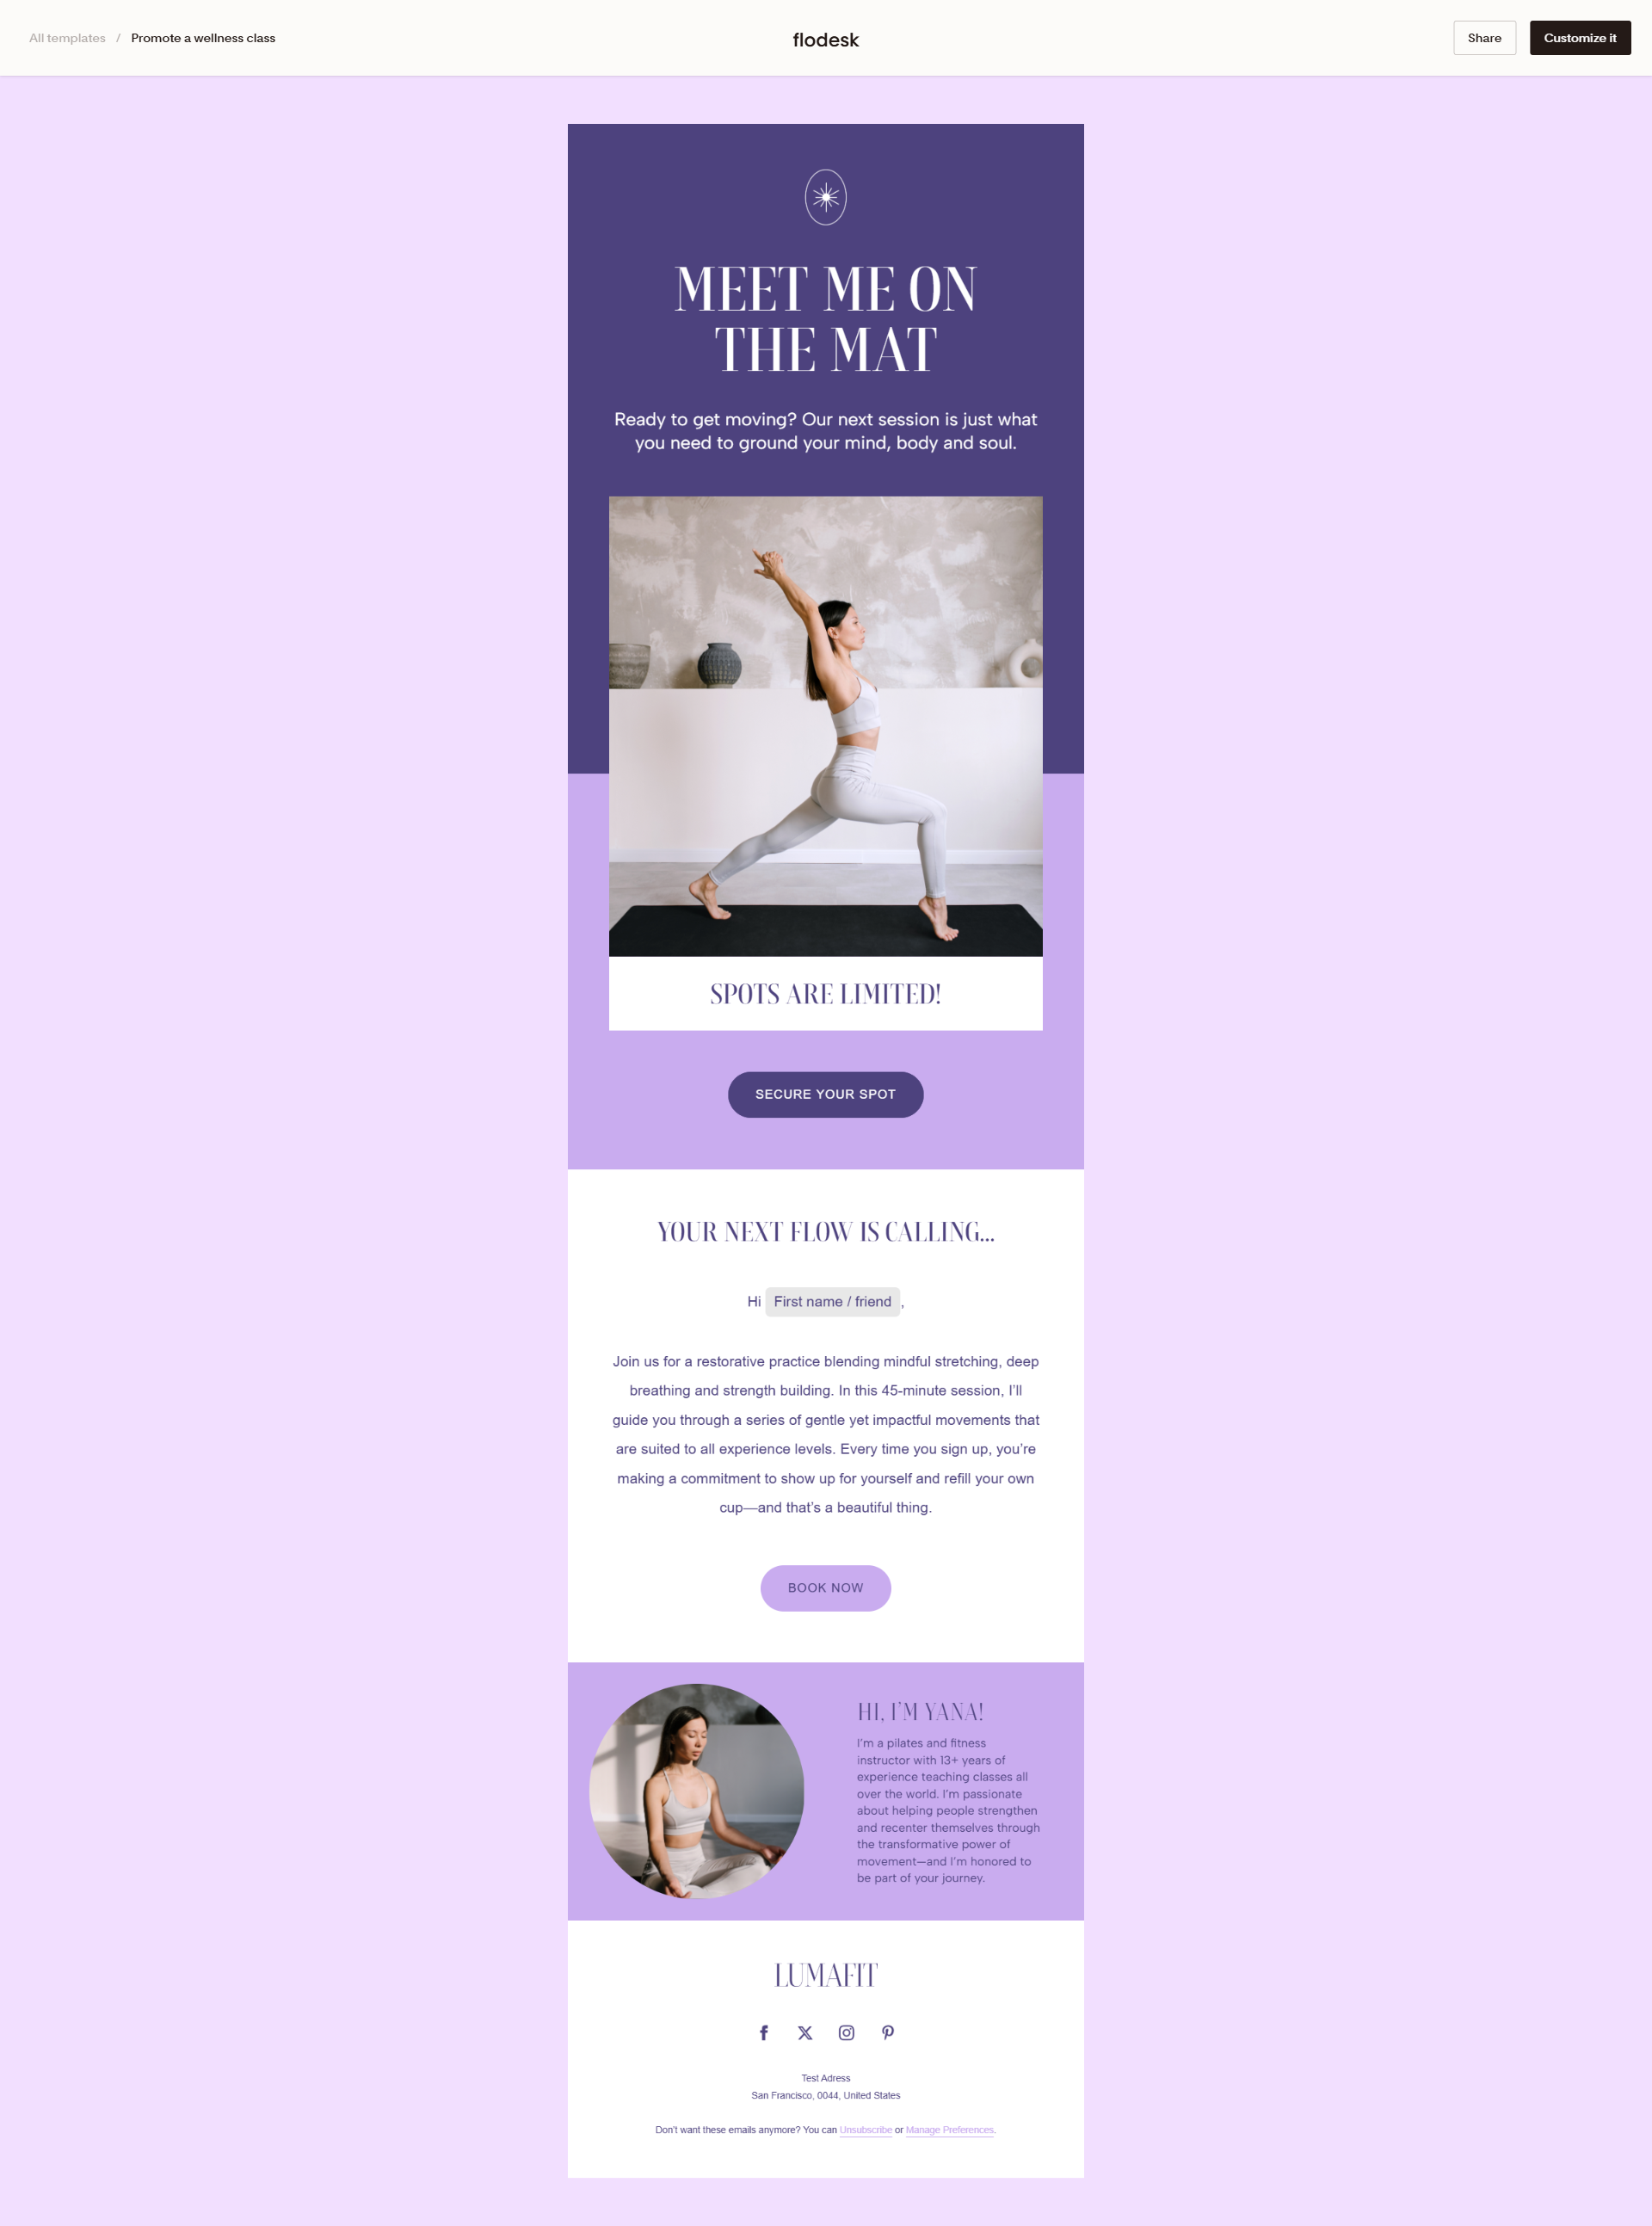 All templates / Promote a wellness class
flodesk
Share
Customize it
MEET ME ON
THE MAT
Ready to get moving? Our next session is just what
you need to ground your mind, body and soul.
SPOTS ARE LIMITED!
SECURE YOUR SPOT
YOUR NEXT FLOW IS CALLING...
Hi First name / friend,
Join us for a restorative practice blending mindful stretching, deep
breathing and strength building. In this 45-minute session, I’ll
guide you through a series of gentle yet impactful movements that
are suited to all experience levels. Every time you sign up, you’re
making a commitment to show up for yourself and refill your own
cup—and that’s a beautiful thing.
BOOK NOW
HI, I’M YANA!
I’m a pilates and fitness
instructor with 13+ years of
experience teaching classes all
over the world. I’m passionate
about helping people strengthen
and recenter themselves through
the transformative power of
movement—and I’m honored to
be part of your journey.
LUMAFIT
Test Adress
San Francisco, 0044, United States
Don’t want these emails anymore? You can Unsubscribe or Manage Preferences.